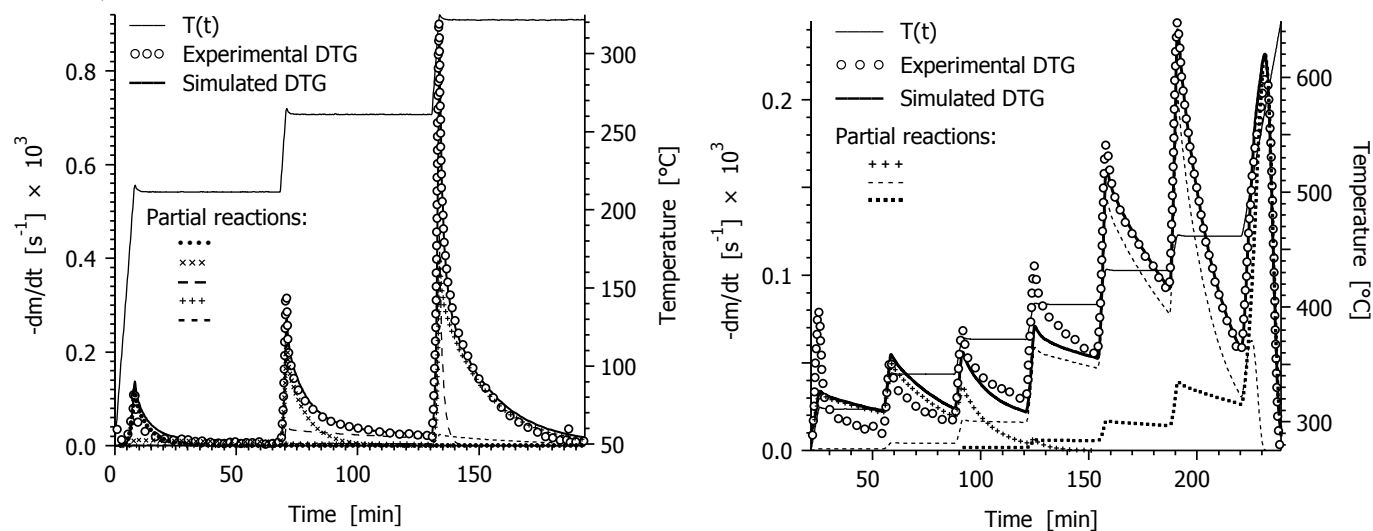 T(t)
Experimental DTG
Simulated DTG
Partial reactions:
-dm/dt [s⁻¹] × 10³
0.8
0.6
0.4
0.2
0.0
0
50
100
150
Time [min]
300
250
200
150
100
50
Temperature [°C]
T(t)
Experimental DTG
Simulated DTG
Partial reactions:
-dm/dt [s⁻¹] × 10³
0.2
0.1
0.0
50
100
150
200
Time [min]
600
500
400
300
Temperature [°C]